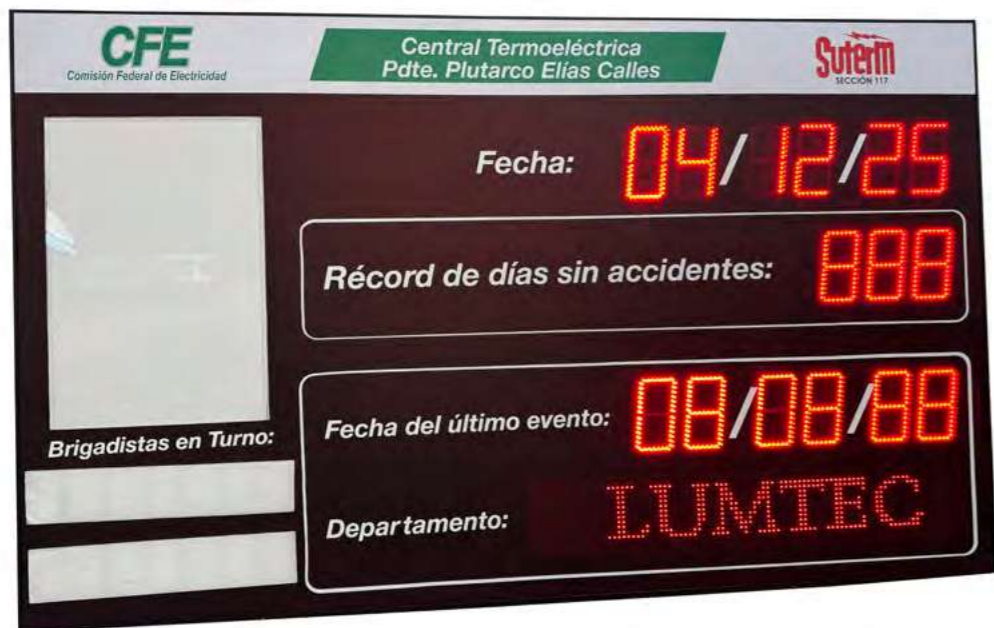 CFE
Comisión Federal de Electricidad
Central Termoeléctrica
Pdte. Plutarco Elías Calles
Suterm
SECCIÓN 117
Fecha: 04/12/25
Récord de días sin accidentes: 888
Brigadistas en Turno:
Fecha del último evento: 08/08/88
Departamento: LUMTEC